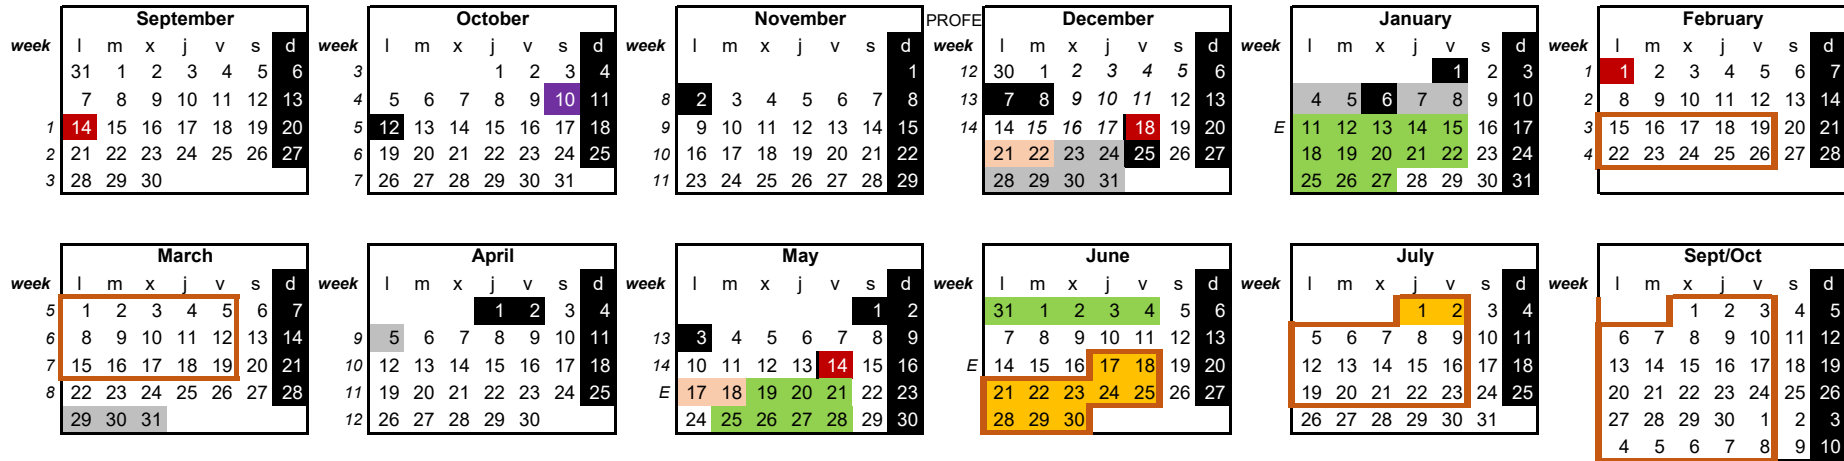 September October November PROFE December January February
week l m x j v s d week l m x j v s d week l m x j v s d week l m x j v s d week l m x j v s d week l m x j v s d
31 1 2 3 4 5 6 3 1 2 3 4 1 12 30 1 2 3 4 5 6 1 2 3 1 1 2 3 4 5 6 7
7 8 9 10 11 12 13 4 5 6 7 8 9 10 11 8 2 3 4 5 6 7 8 13 7 8 9 10 11 12 13 4 5 6 7 8 9 10 2 8 9 10 11 12 13 14
1 14 15 16 17 18 19 20 5 12 13 14 15 16 17 18 9 9 10 11 12 13 14 15 14 14 15 16 17 18 19 20 E 11 12 13 14 15 16 17 3 15 16 17 18 19 20 21
2 21 22 23 24 25 26 27 6 19 20 21 22 23 24 25 10 16 17 18 19 20 21 22 21 22 23 24 25 26 27 18 19 20 21 22 23 24 4 22 23 24 25 26 27 28
3 28 29 30 7 26 27 28 29 30 31 11 23 24 25 26 27 28 29 28 29 30 31 25 26 27 28 29 30 31
March April May June July Sept/Oct
week l m x j v s d week l m x j v s d week l m x j v s d week l m x j v s d week l m x j v s d l m x j v s d
5 1 2 3 4 5 6 7 1 2 3 4 1 2 31 1 2 3 4 5 6 1 2 3 4 1 2 3 4 5
6 8 9 10 11 12 13 14 9 5 6 7 8 9 10 11 13 3 4 5 6 7 8 9 7 8 9 10 11 12 13 5 6 7 8 9 10 11 6 7 8 9 10 11 12
7 15 16 17 18 19 20 21 10 12 13 14 15 16 17 18 14 10 11 12 13 14 15 16 E 14 15 16 17 18 19 20 12 13 14 15 16 17 18 13 14 15 16 17 18 19
8 22 23 24 25 26 27 28 11 19 20 21 22 23 24 25 E 17 18 19 20 21 22 23 21 22 23 24 25 26 27 19 20 21 22 23 24 25 20 21 22 23 24 25 26
29 30 31 12 26 27 28 29 30 24 25 26 27 28 29 30 28 29 30 26 27 28 29 30 31 27 28 29 30 1 2 3
4 5 6 7 8 9 10